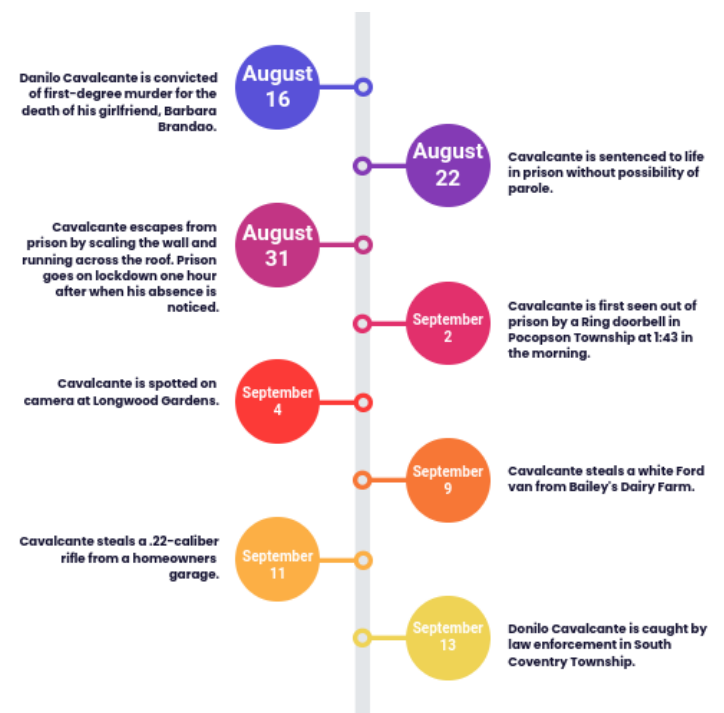 Danilo Cavalcante is convicted
of first-degree murder for the
death of his girlfriend, Barbara
Brandao.
August
16
August
22
Cavalcante is sentenced to life
in prison without possibility of
parole.
Cavalcante escapes from
prison by scaling the wall and
running across the roof. Prison
goes on lockdown one hour
after when his absence is
noticed.
August
31
September
2
Cavalcante is first seen out of
prison by a Ring doorbell in
Pocopson Township at 1:43 in
the morning.
Cavalcante is spotted on
camera at Longwood Gardens.
September
4
September
9
Cavalcante steals a white Ford
van from Bailey's Dairy Farm.
Cavalcante steals a .22-caliber
rifle from a homeowners
garage.
September
11
September
13
Donilo Cavalcante is caught by
law enforcement in South
Coventry Township.